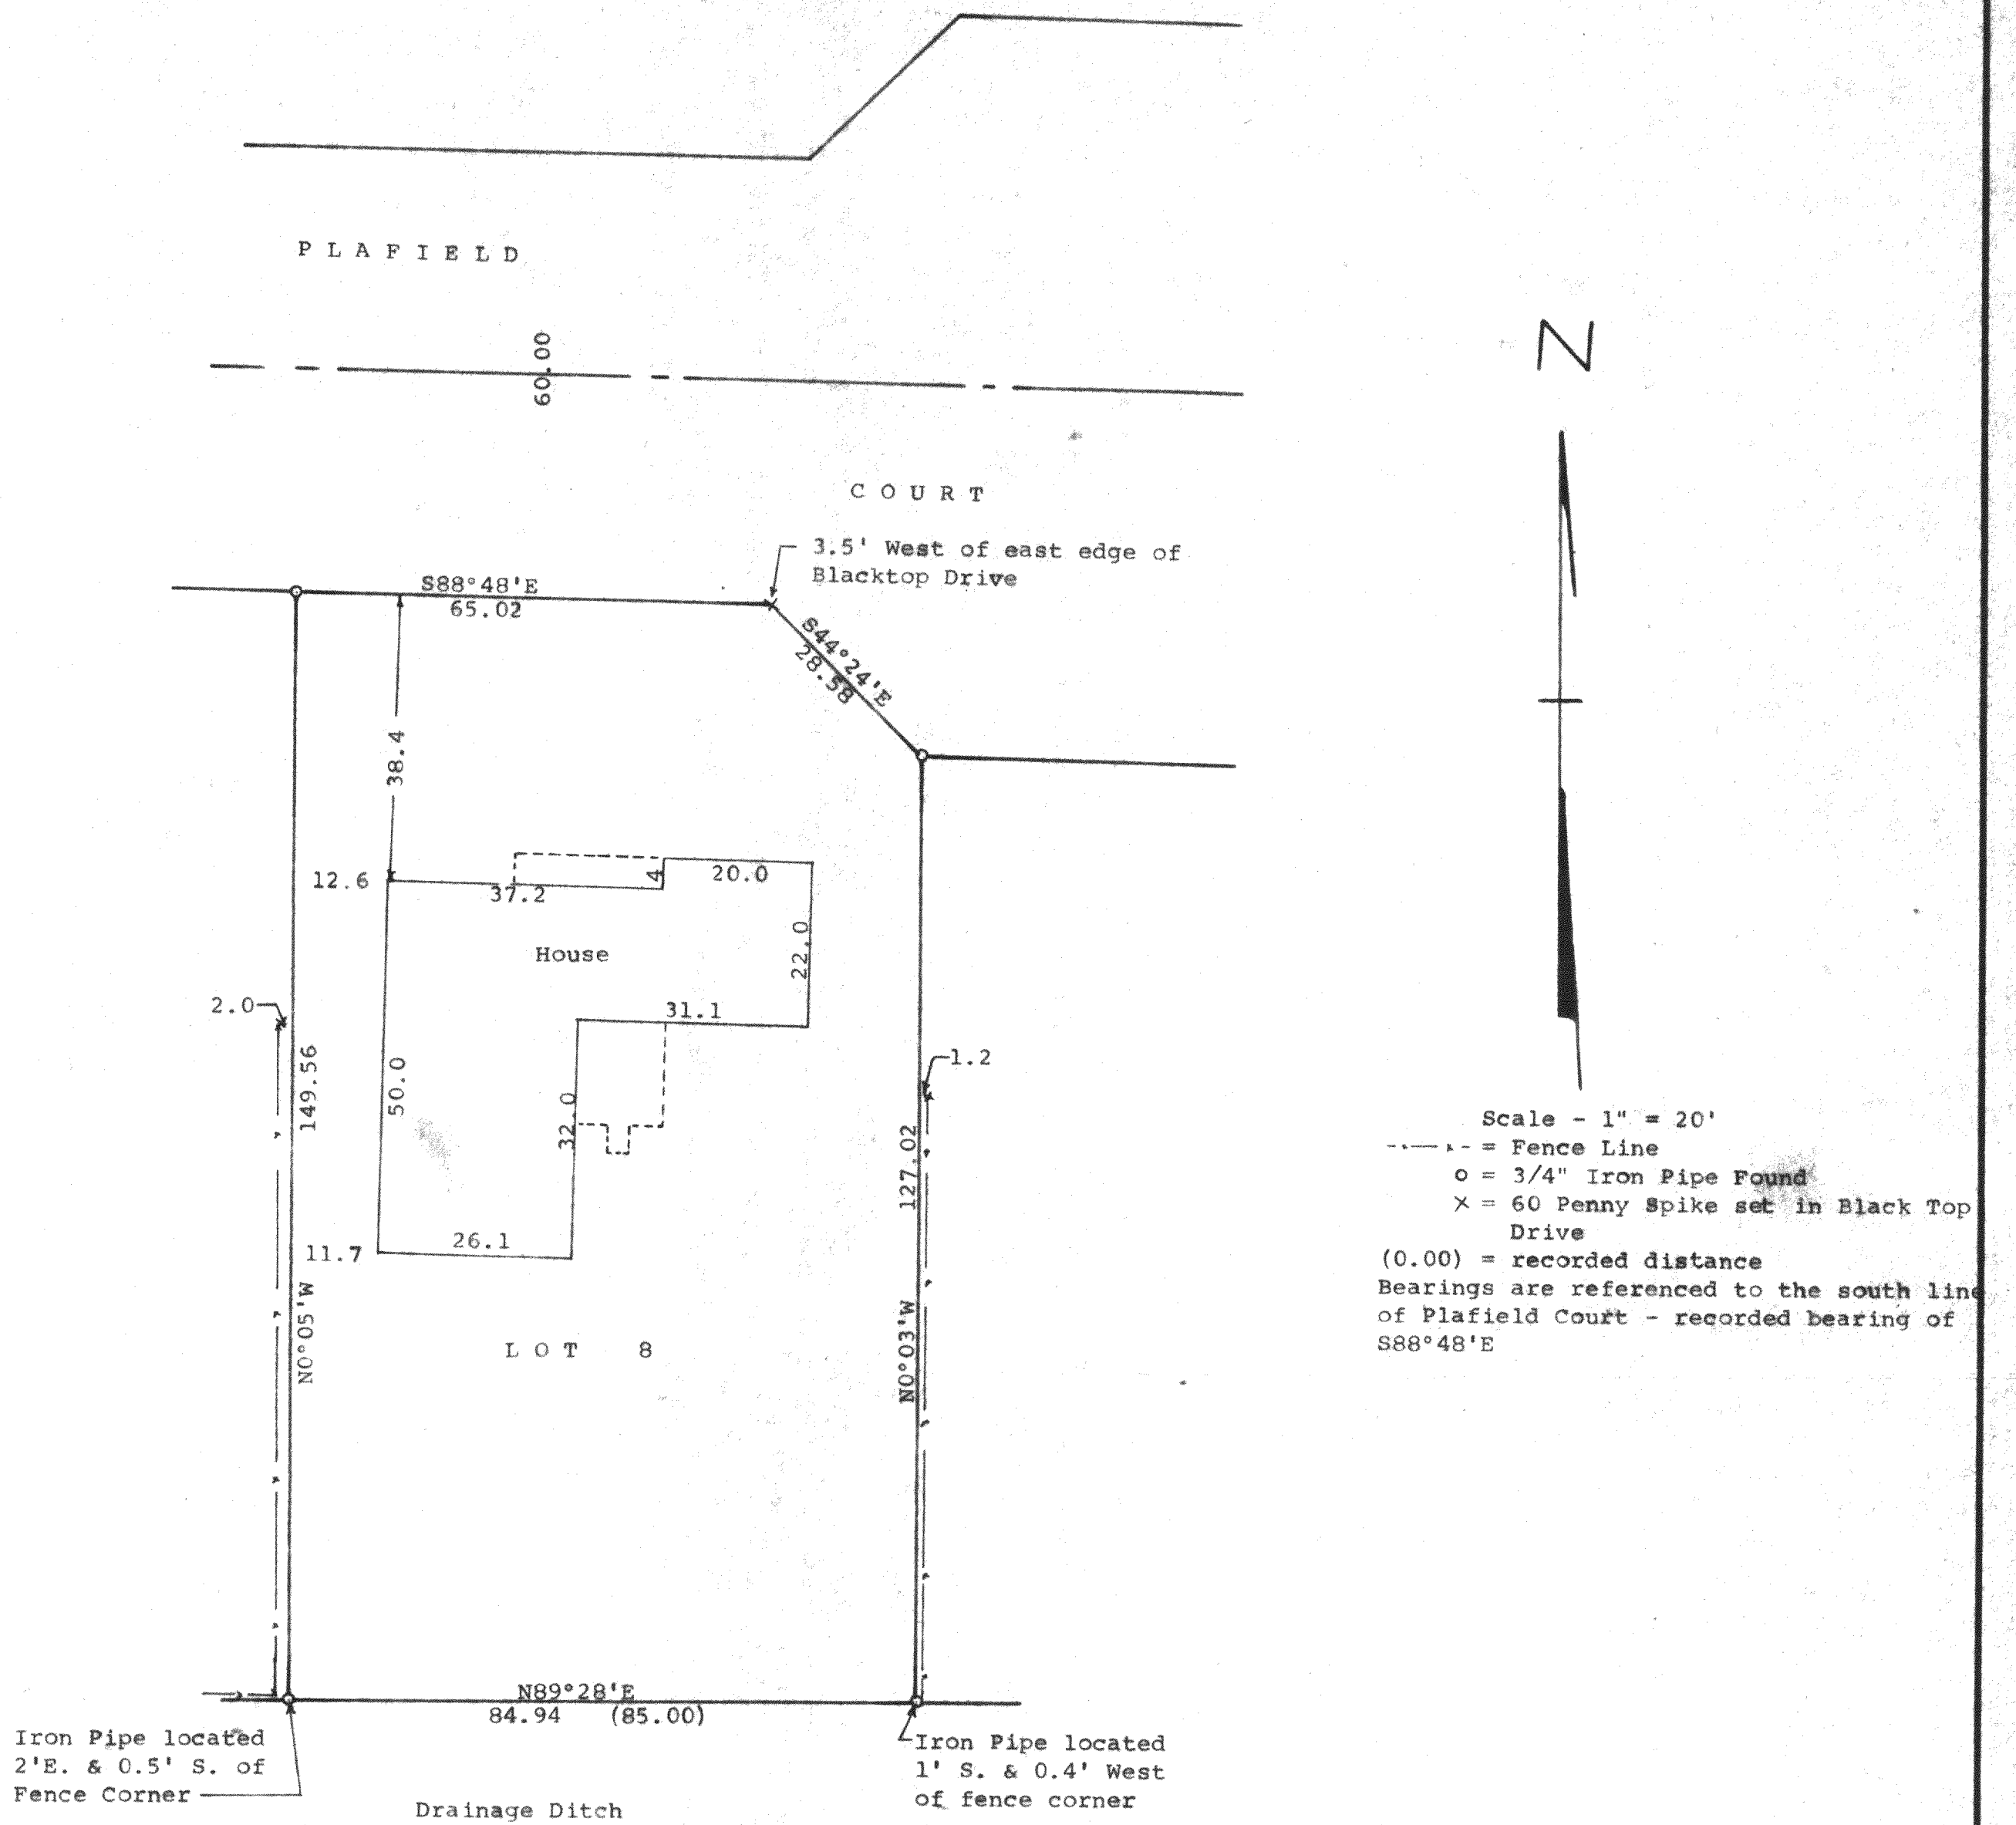 PLAFIELD
60.00
COURT
3.5' West of east edge of
Blacktop Drive
S88°48'E
65.02
S44°24'E
28.58
38.4
12.6
37.2
4
20.0
House
22.0
2.0
31.1
149.56
50.0
32.0
1.2
127.02
11.7
26.1
N0°05'W
LOT 8
N0°03'W
N89°28'E
84.94 (85.00)
Iron Pipe located
2'E. & 0.5' S. of
Fence Corner
Iron Pipe located
1' S. & 0.4' West
of fence corner
Drainage Ditch
N
Scale - 1" = 20'
= Fence Line
o = 3/4" Iron Pipe Found
X = 60 Penny Spike set in Black Top
Drive
(0.00) = recorded distance
Bearings are referenced to the south line
of Plafield Court - recorded bearing of
S88°48'E